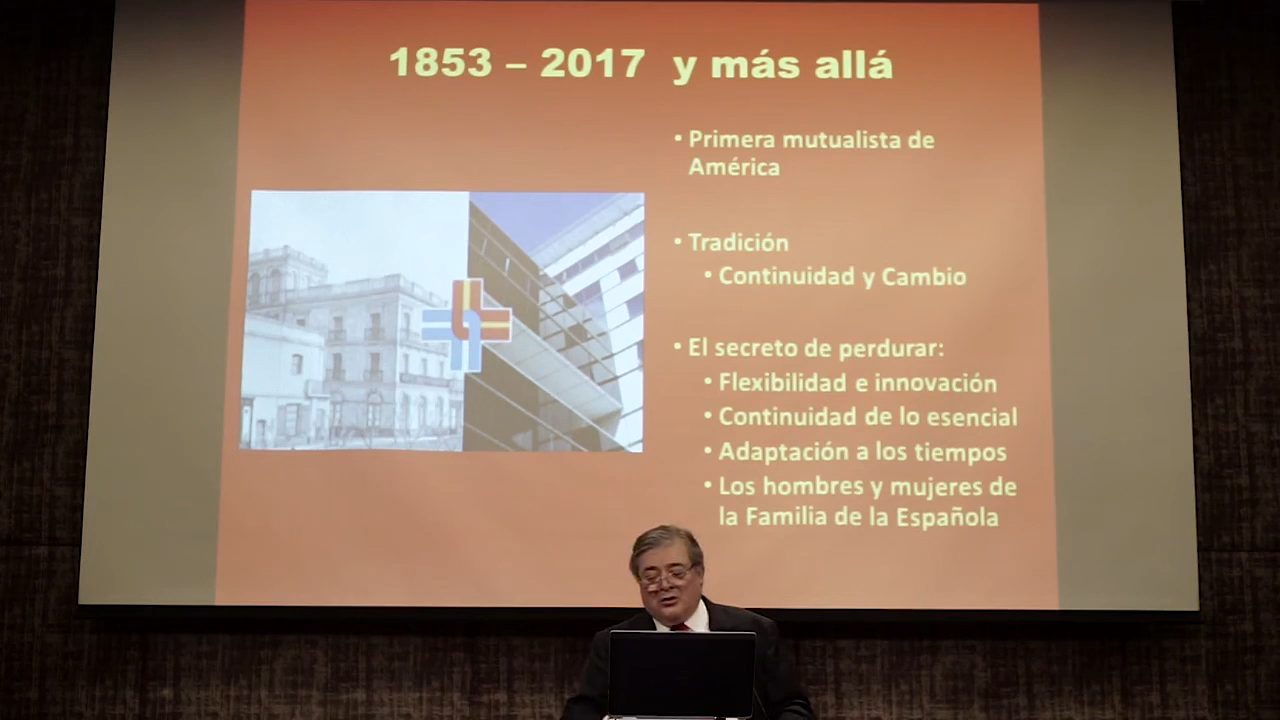 1853 – 2017 y más allá
• Primera mutualista de
América
• Tradición
• Continuidad y Cambio
• El secreto de perdurar:
• Flexibilidad e innovación
• Continuidad de lo esencial
• Adaptación a los tiempos
• Los hombres y mujeres de
la Familia de la Española